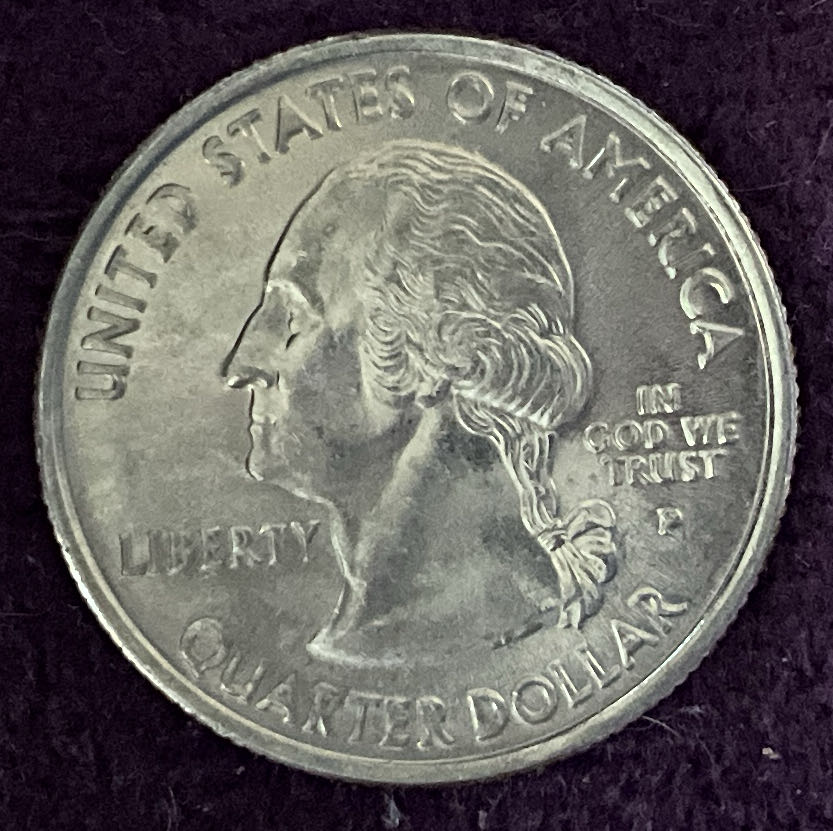 UNITED STATES OF AMERICA
IN
GOD WE
TRUST
P
LIBERTY
QUARTER DOLLAR